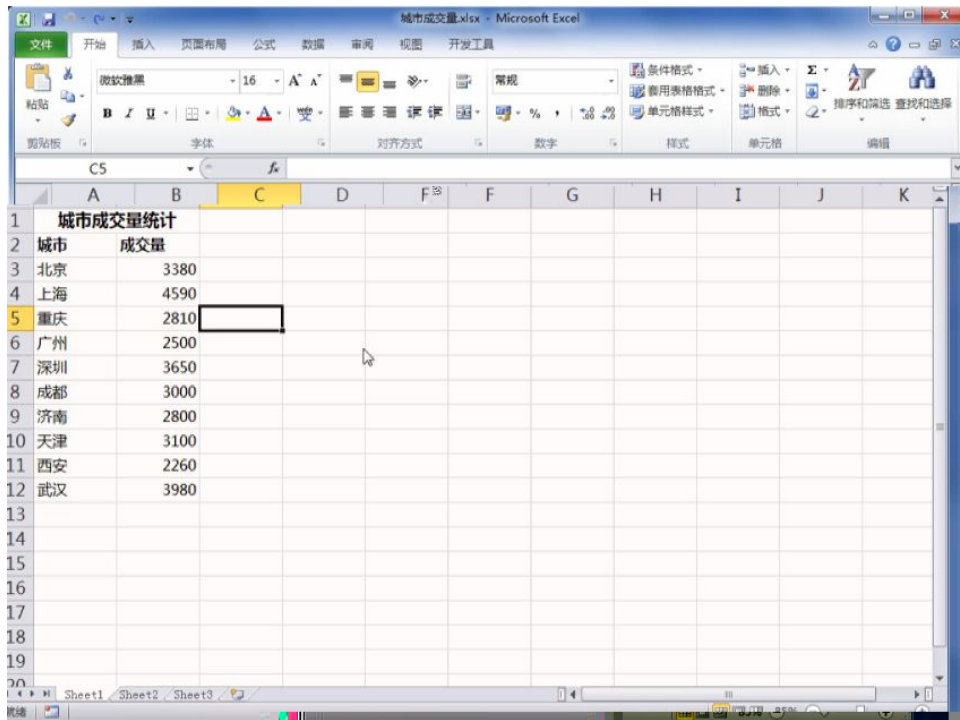 城市成交量.xlsx - Microsoft Excel
文件 开始 插入 页面布局 公式 数据 审阅 视图 开发工具
微软雅黑 16 A A 常规 条件格式 插入 Σ
粘贴 套用表格格式 删除 排序和筛选 查找和选择
B I U A % , 单元格样式 格式
剪贴板 字体 对齐方式 数字 样式 单元格 编辑
C5 fx
A B C D E F G H I J K
1 城市成交量统计
2 城市 成交量
3 北京 3380
4 上海 4590
5 重庆 2810
6 广州 2500
7 深圳 3650
8 成都 3000
9 济南 2800
10 天津 3100
11 西安 2260
12 武汉 3980
13
14
15
16
17
18
19
20
Sheet1 Sheet2 Sheet3
就绪